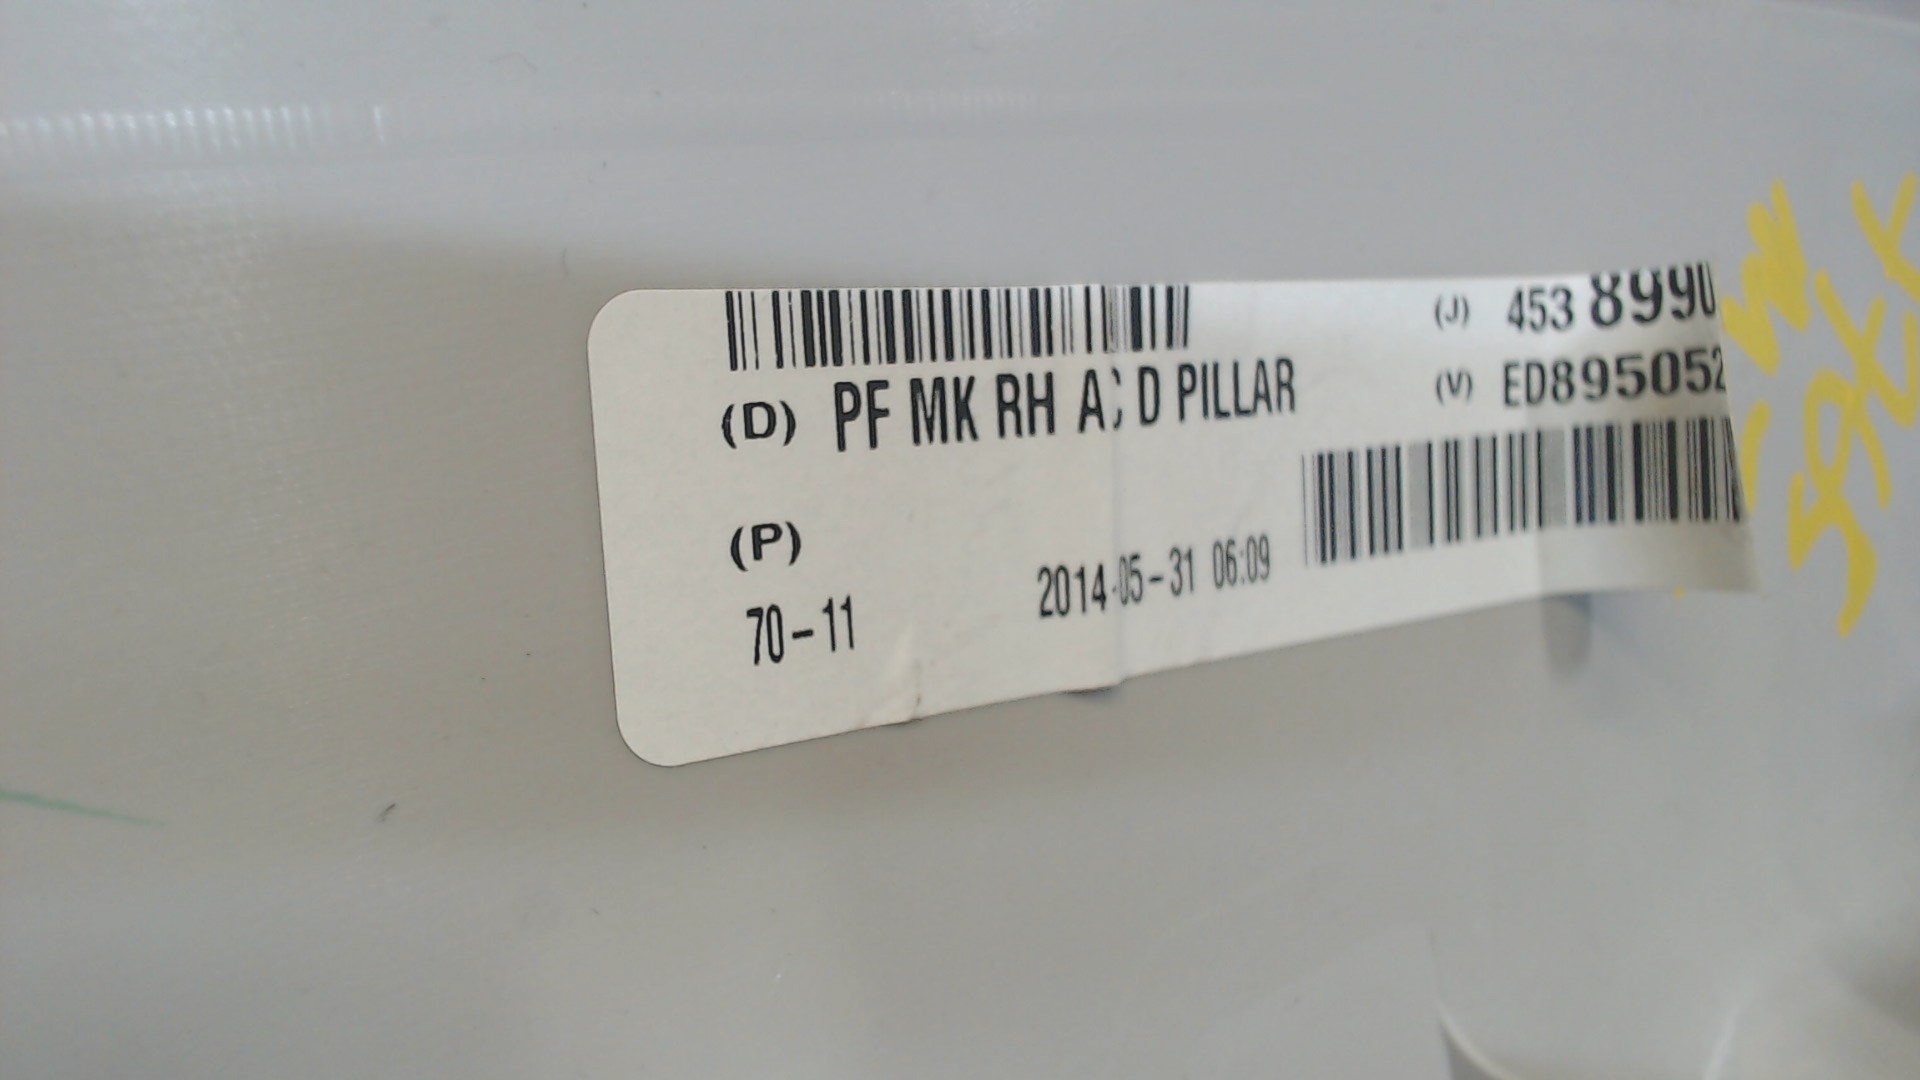 (J) 453 8990
(D) PF MK RH A D PILLAR
(V) ED895052
(P)
70-11
2014-05-31 06:09